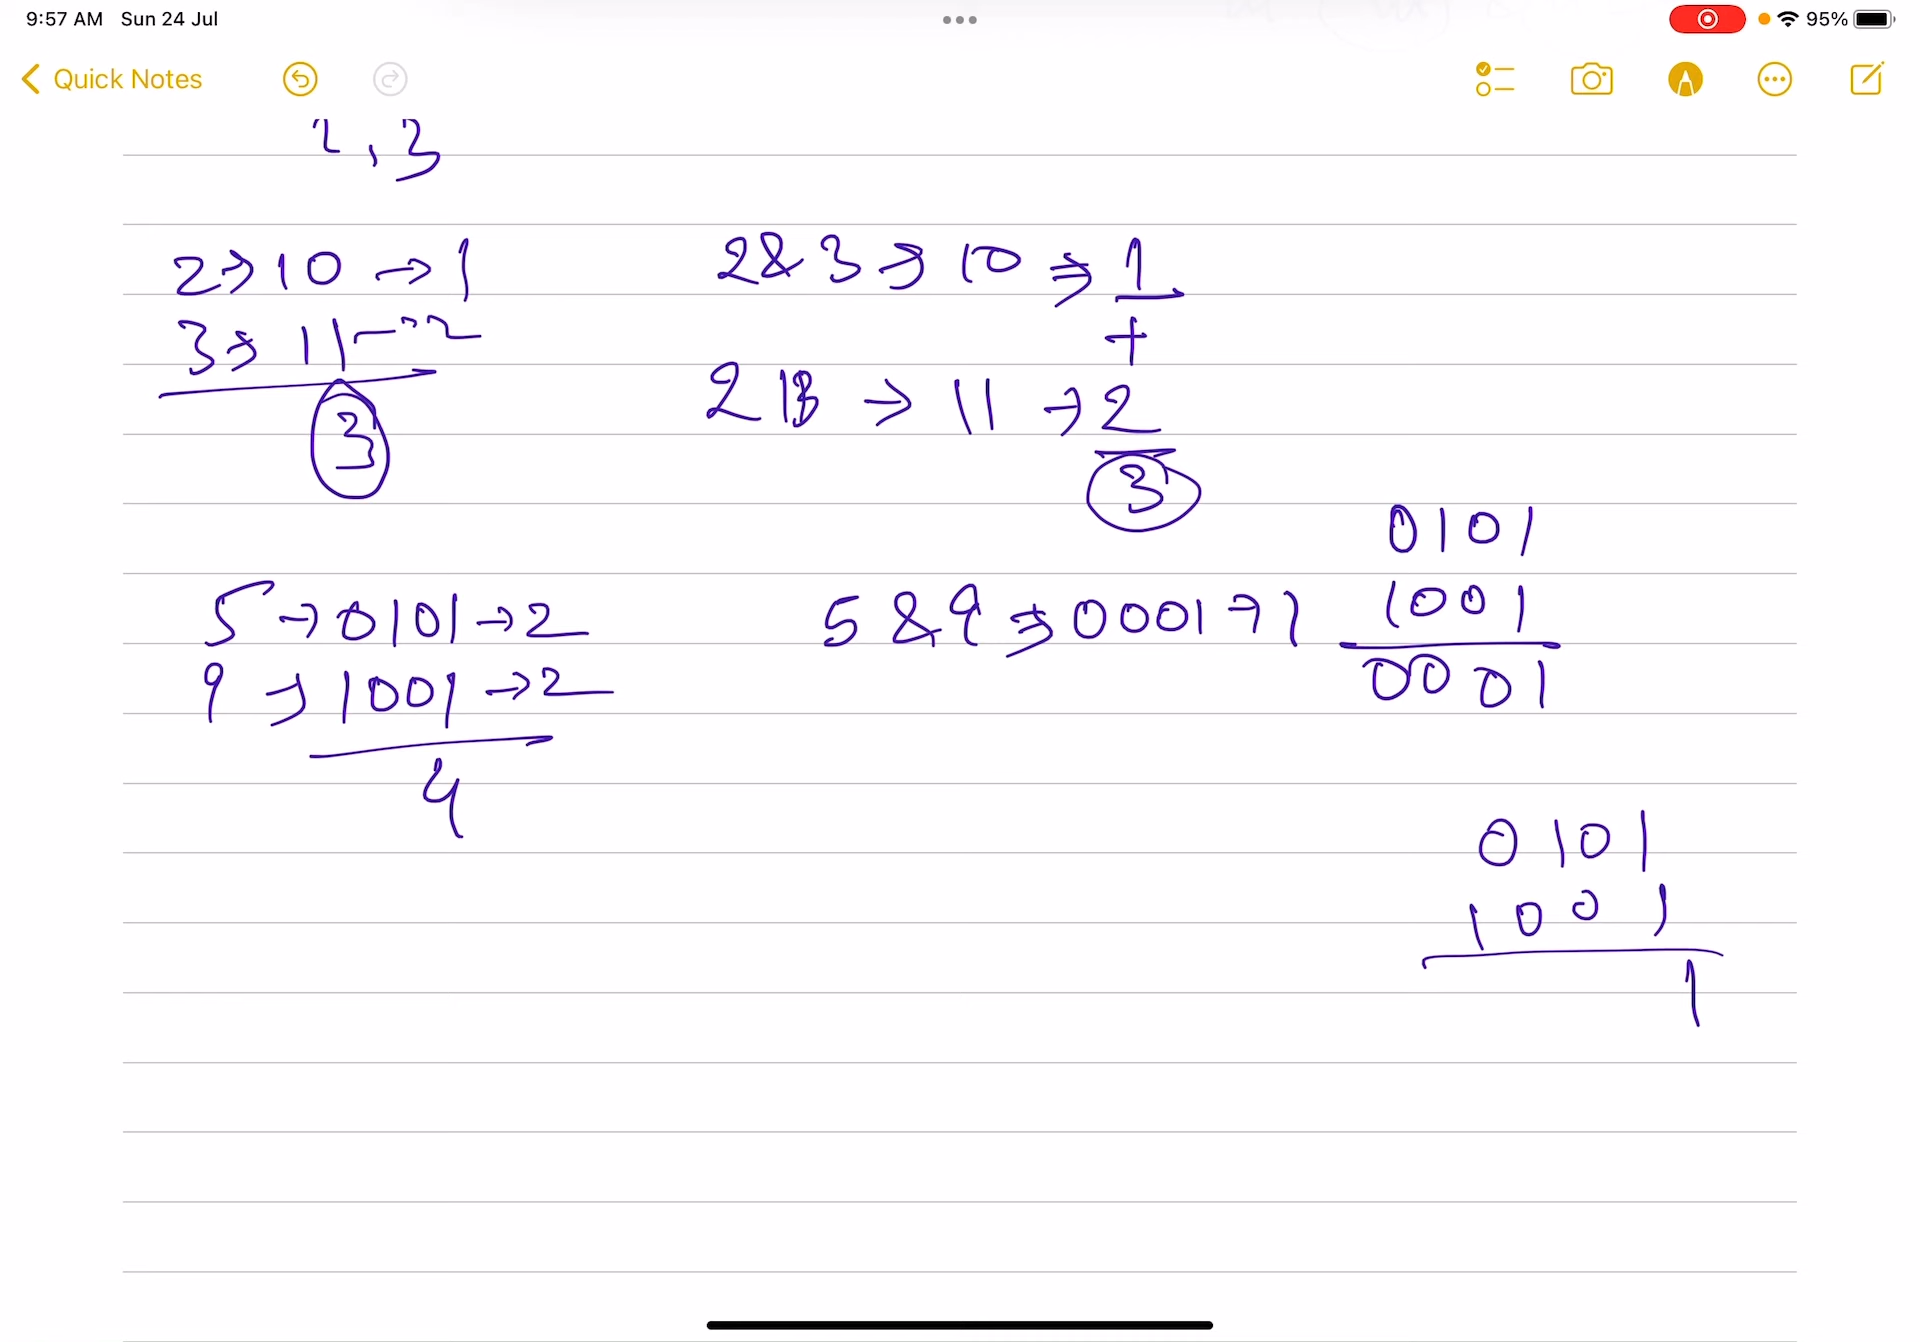 9:57 AM Sun 24 Jul
95%
Quick Notes
2, 3
2 → 10 → 1
3 → 11 → 2
3
2 & 3 → 10 ⇒ 1
+
2 | 3 → 11 → 2
3
5 → 0101 → 2
9 → 1001 → 2
4
5 & 9 ⇒ 0001 → 1
0101
1001
0001
0101
1001
1